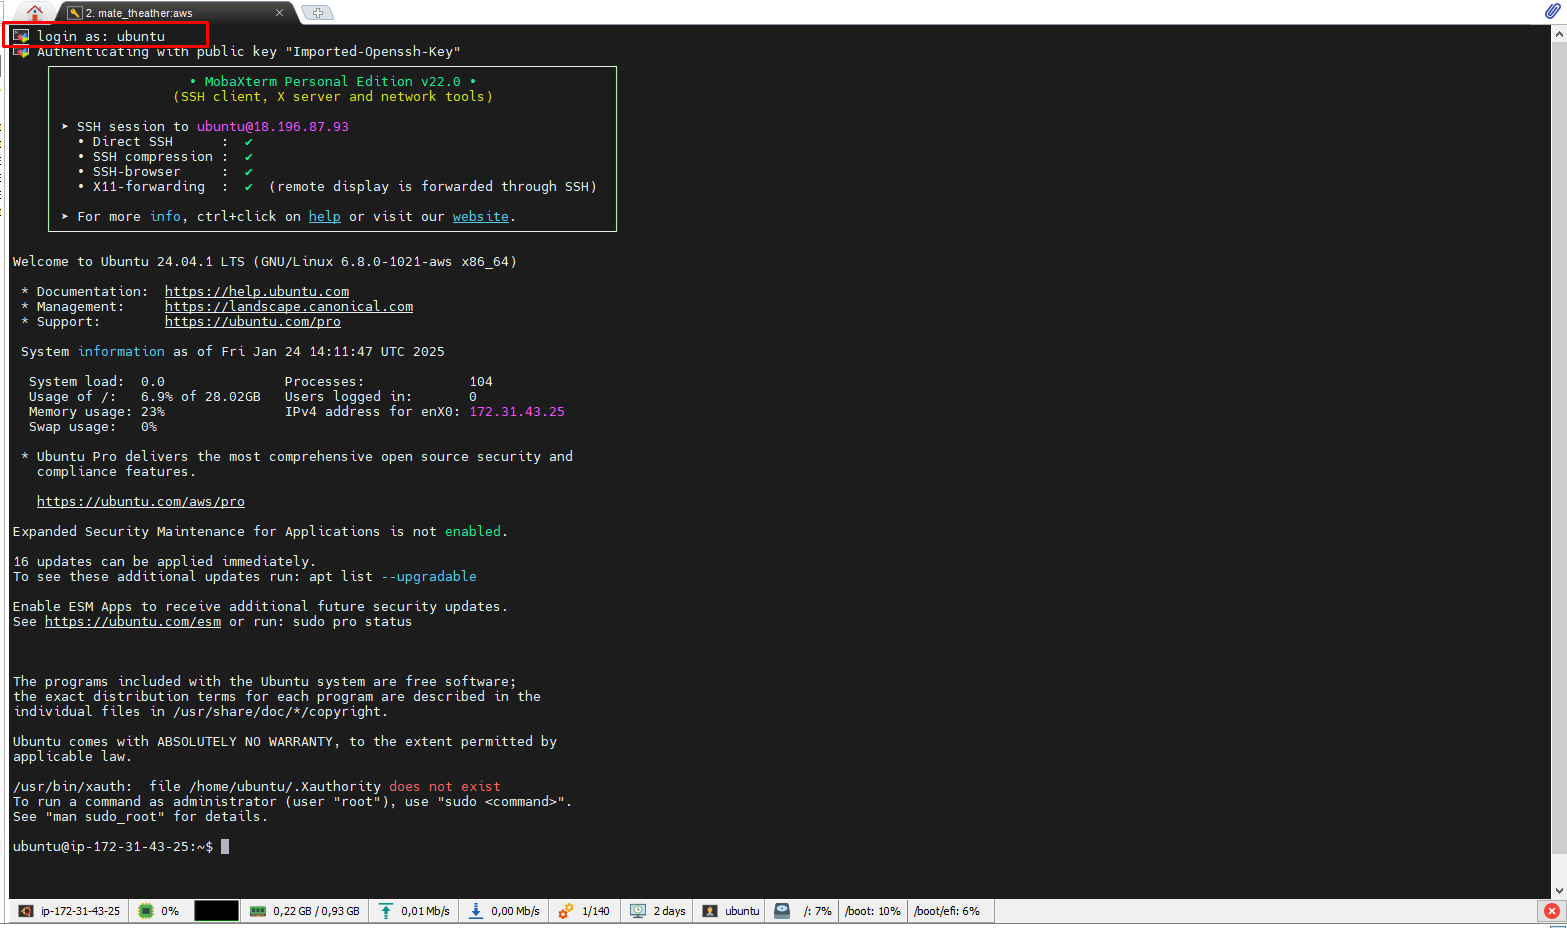 2. mate_theather:aws
login as: ubuntu
Authenticating with public key "Imported-Openssh-Key"
• MobaXterm Personal Edition v22.0 •
(SSH client, X server and network tools)
➤ SSH session to ubuntu@18.196.87.93
• Direct SSH : ✔
• SSH compression : ✔
• SSH-browser : ✔
• X11-forwarding : ✔ (remote display is forwarded through SSH)
➤ For more info, ctrl+click on help or visit our website.
Welcome to Ubuntu 24.04.1 LTS (GNU/Linux 6.8.0-1021-aws x86_64)
* Documentation: https://help.ubuntu.com
* Management: https://landscape.canonical.com
* Support: https://ubuntu.com/pro
System information as of Fri Jan 24 14:11:47 UTC 2025
System load: 0.0 Processes: 104
Usage of /: 6.9% of 28.02GB Users logged in: 0
Memory usage: 23% IPv4 address for enX0: 172.31.43.25
Swap usage: 0%
* Ubuntu Pro delivers the most comprehensive open source security and
compliance features.
https://ubuntu.com/aws/pro
Expanded Security Maintenance for Applications is not enabled.
16 updates can be applied immediately.
To see these additional updates run: apt list --upgradable
Enable ESM Apps to receive additional future security updates.
See https://ubuntu.com/esm or run: sudo pro status
The programs included with the Ubuntu system are free software;
the exact distribution terms for each program are described in the
individual files in /usr/share/doc/*/copyright.
Ubuntu comes with ABSOLUTELY NO WARRANTY, to the extent permitted by
applicable law.
/usr/bin/xauth: file /home/ubuntu/.Xauthority does not exist
To run a command as administrator (user "root"), use "sudo <command>".
See "man sudo_root" for details.
ubuntu@ip-172-31-43-25:~$
ip-172-31-43-25 0% 0,22 GB / 0,93 GB 0,01 Mb/s 0,00 Mb/s 1/140 2 days ubuntu /: 7% /boot: 10% /boot/efi: 6%